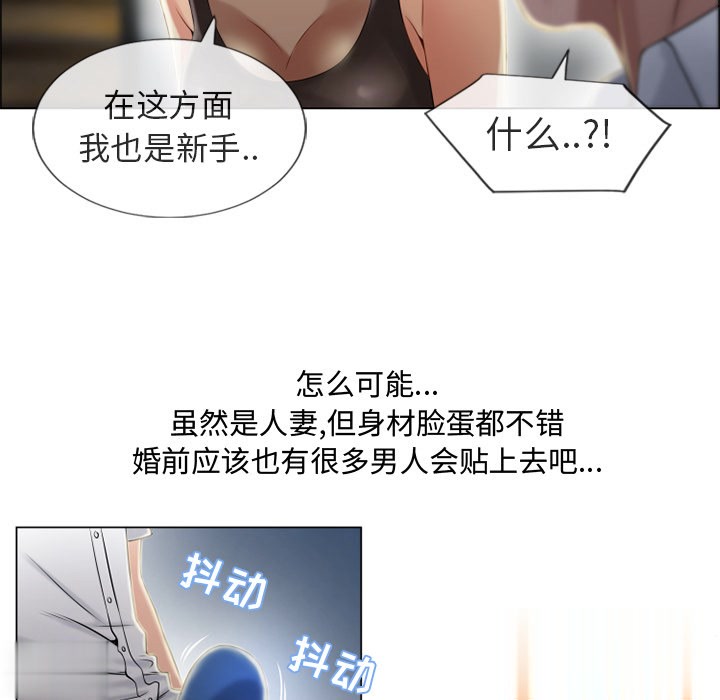 在这方面
我也是新手..
什么..?!
怎么可能...
虽然是人妻,但身材脸蛋都不错
婚前应该也有很多男人会贴上去吧...
抖动
抖动